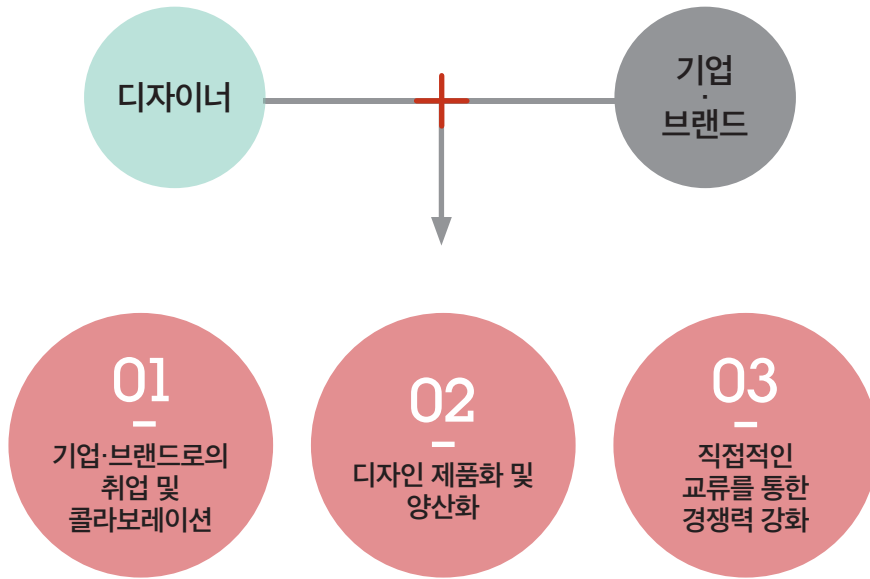 디자이너
기업
·
브랜드
01
기업·브랜드로의
취업 및
콜라보레이션
02
디자인 제품화 및
양산화
03
직접적인
교류를 통한
경쟁력 강화